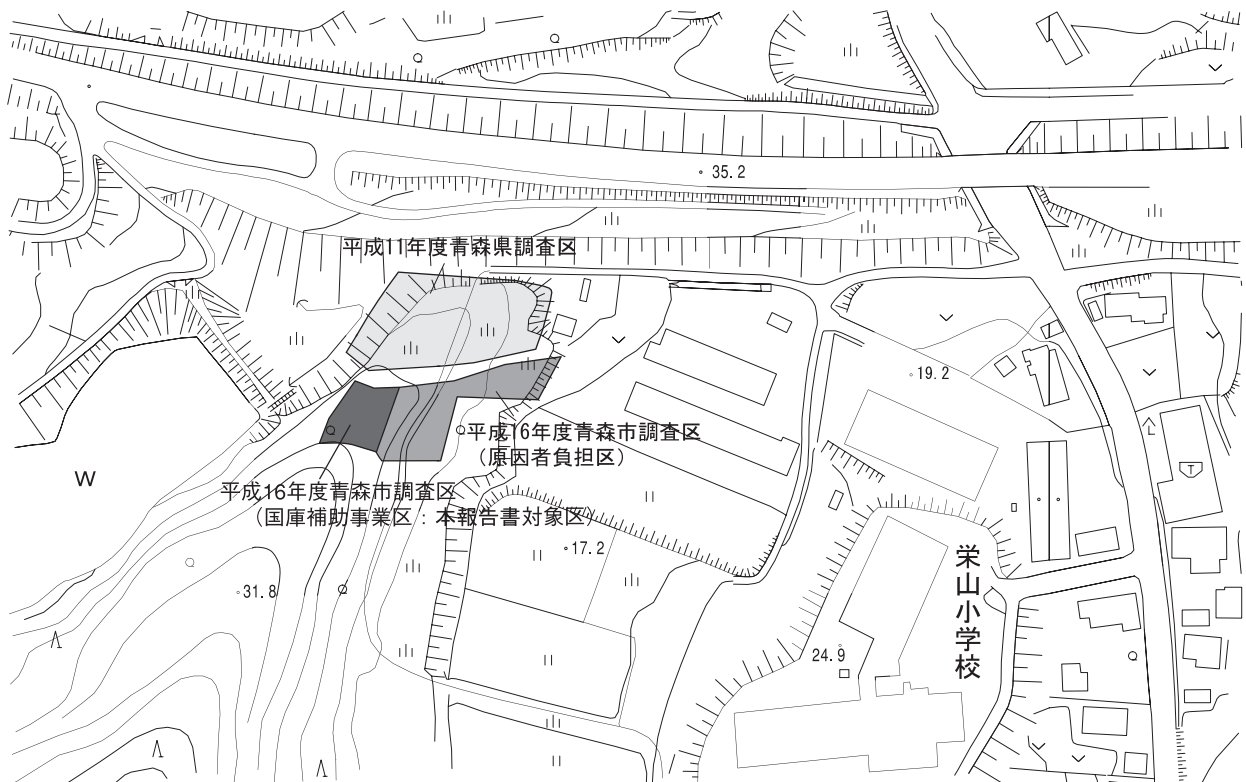 35.2
平成11年度青森県調査区
19.2
平成16年度青森市調査区
（原因者負担区）
W
平成16年度青森市調査区
（国庫補助事業区：本報告書対象区）
T
17.2
栄山小学校
31.8
24.9